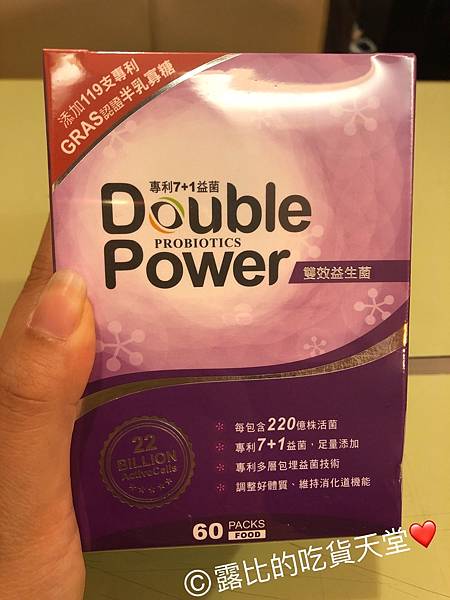 添加119支專利
GRAS認證半乳寡糖
專利7+1益菌
Double
PROBIOTICS
Power
雙效益生菌
22
BILLION
ActiveCells
每包含220億株活菌
專利7+1益菌,足量添加
專利多層包埋益菌技術
調整好體質、維持消化道機能
60 PACKS
FOOD
©露比的吃貨天堂❤️